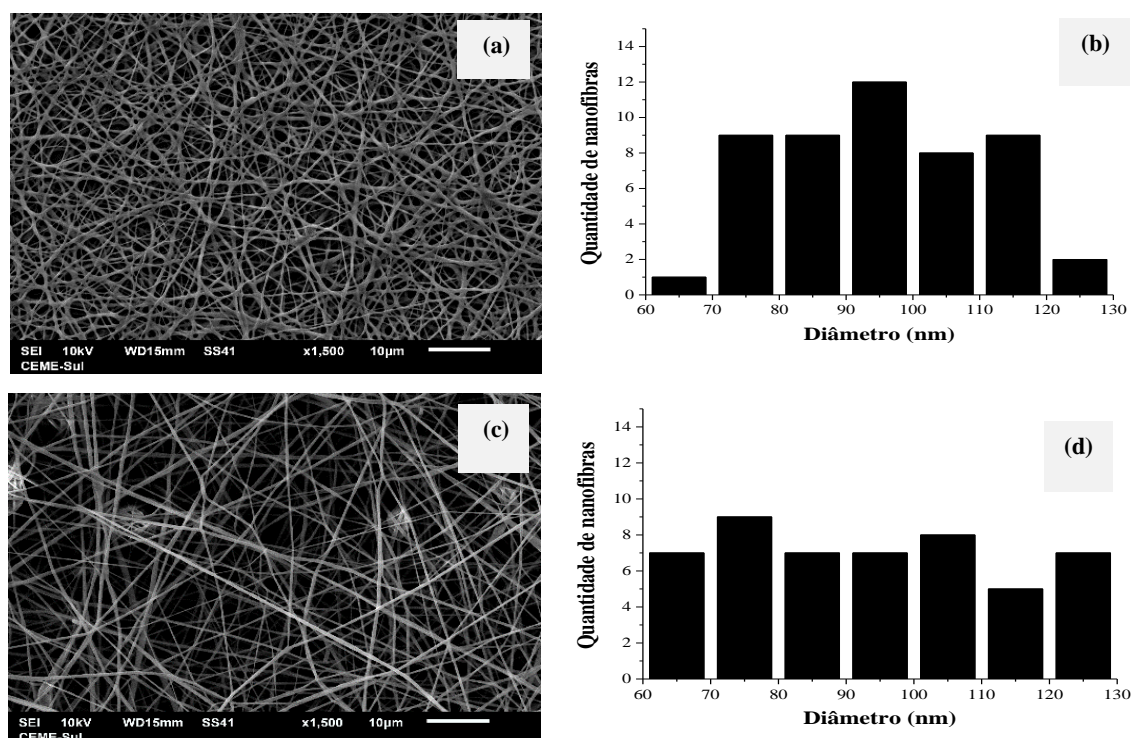 (a)
SEI 10kV WD15mm SS41 x1,500 10μm
CEME-Sul
(b)
Quantidade de nanofibras
14
12
10
8
6
4
2
0
60 70 80 90 100 110 120 130
Diâmetro (nm)
(c)
SEI 10kV WD15mm SS41 x1,500 10μm
CEME-Sul
(d)
Quantidade de nanofibras
14
12
10
8
6
4
2
0
60 70 80 90 100 110 120 130
Diâmetro (nm)